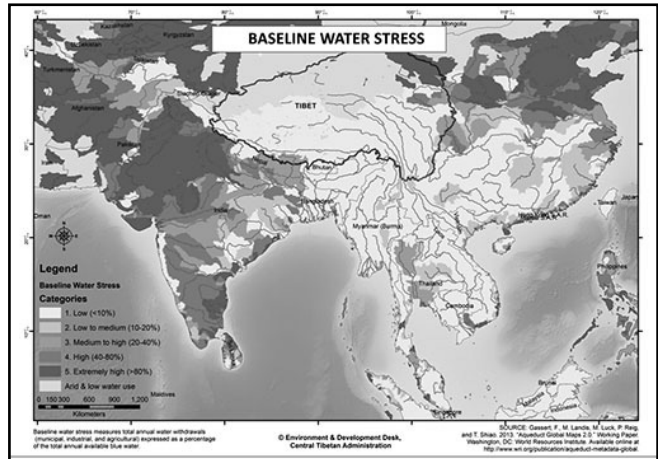 BASELINE WATER STRESS
Kazakhstan
Mongolia
Kyrgyzstan
Turkmenistan
TIBET
Afghanistan
Pakistan
Bhutan
Bangladesh
India
Oman
Myanmar (Burma)
Taiwan
Japan
Philippines
Thailand
Cambodia
Legend
Baseline Water Stress
Categories
1. Low (<10%)
2. Low to medium (10-20%)
3. Medium to high (20-40%)
4. High (40-80%)
5. Extremely high (>80%)
Arid & low water use
Maldives
0 150 300 600 900 1,200
Kilometers
Brunei
Malaysia
Indonesia
Singapore
Baseline water stress measures total annual water withdrawals
(municipal, industrial, and agricultural) expressed as a percentage
of the total annual available blue water.
© Environment & Development Desk,
Central Tibetan Administration
SOURCE: Gassert, F., M. Landis, M. Luck, P. Reig,
and T. Shiao. 2013. "Aqueduct Global Maps 2.0." Working Paper.
Washington, DC: World Resources Institute. Available online at
http://www.wri.org/publication/aqueduct-metadata-global.